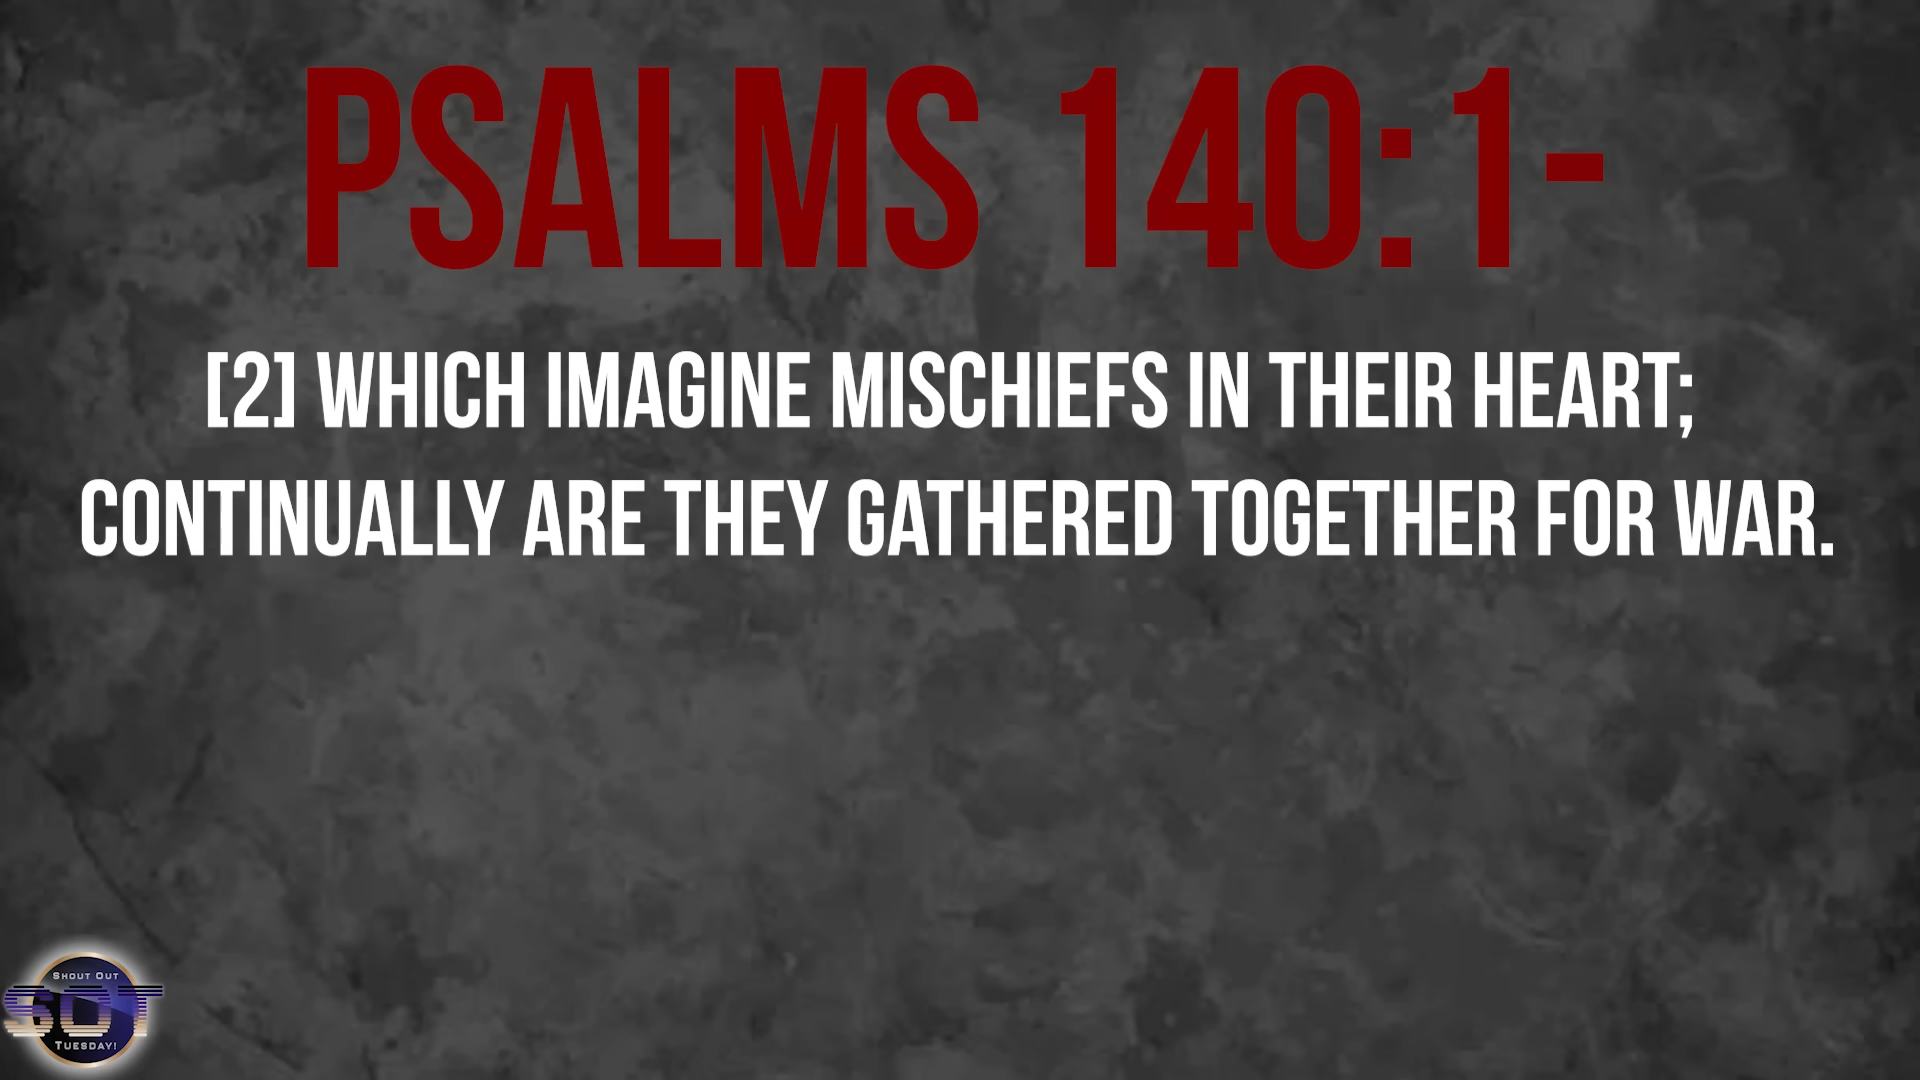 PSALMS 140:1-
[2] WHICH IMAGINE MISCHIEFS IN THEIR HEART;
CONTINUALLY ARE THEY GATHERED TOGETHER FOR WAR.
SHOUT OUT
SOT
TUESDAY!